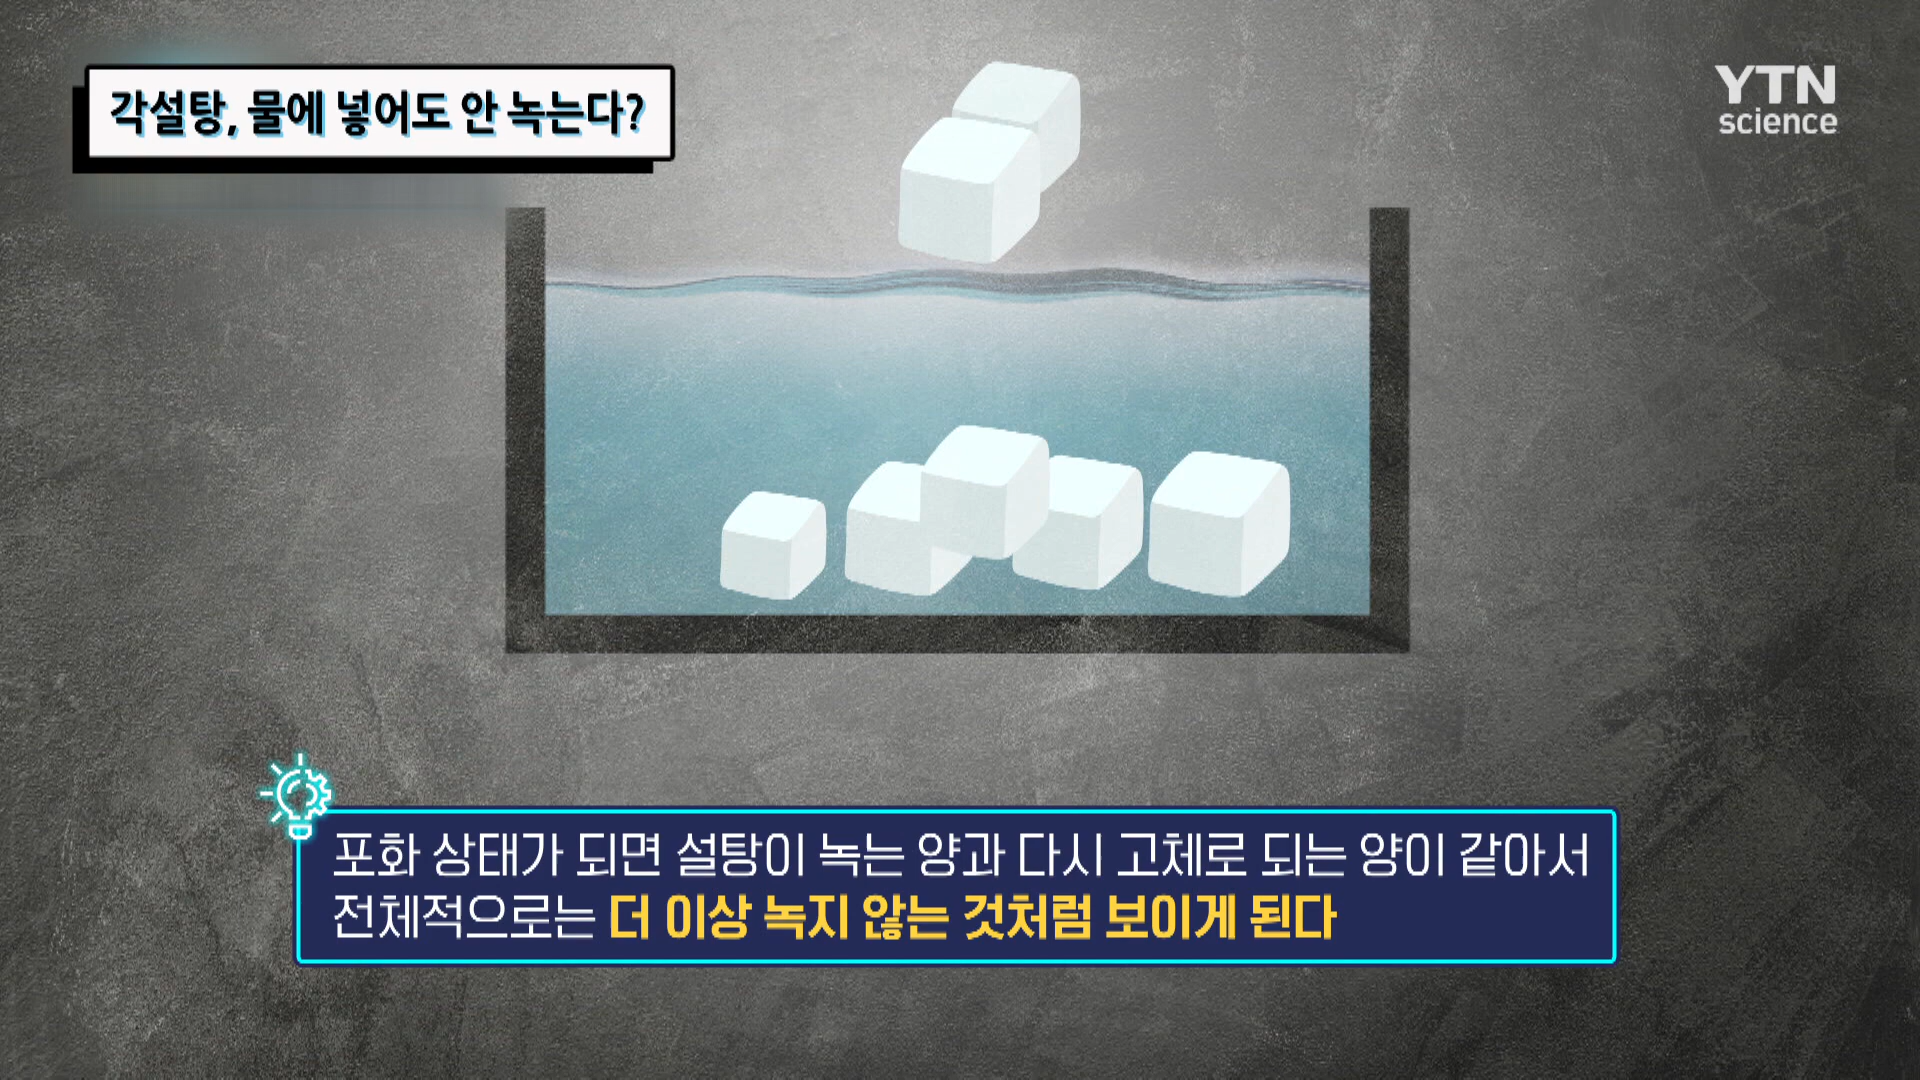 각설탕, 물에 넣어도 안 녹는다?
YTN
science
포화 상태가 되면 설탕이 녹는 양과 다시 고체로 되는 양이 같아서
전체적으로는 더 이상 녹지 않는 것처럼 보이게 된다